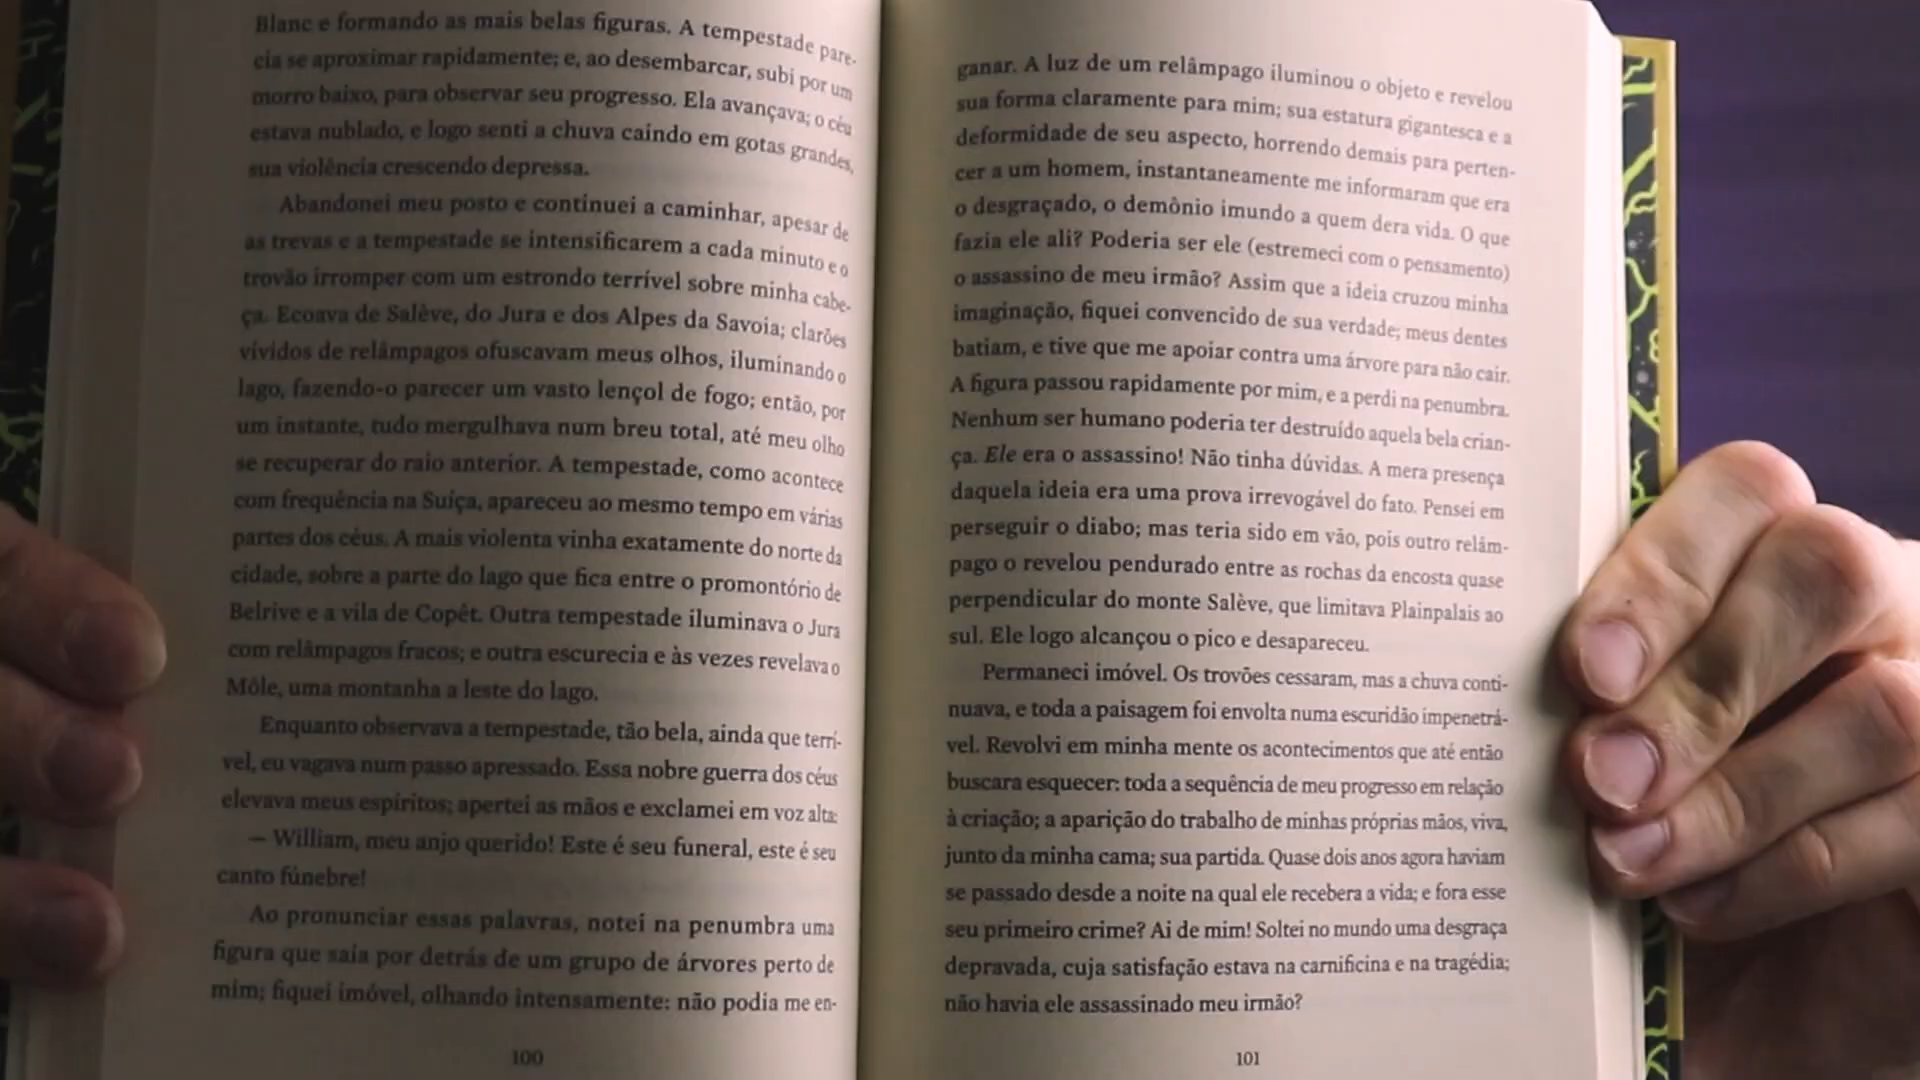 Blanc e formando as mais belas figuras. A tempestade pare-
cia se aproximar rapidamente; e, ao desembarcar, subi por um
morro baixo, para observar seu progresso. Ela avançava; o céu
estava nublado, e logo senti a chuva caindo em gotas grandes,
sua violência crescendo depressa.
Abandonei meu posto e continuei a caminhar, apesar de
as trevas e a tempestade se intensificarem a cada minuto e o
trovão irromper com um estrondo terrível sobre minha cabe-
ça. Ecoava de Salève, do Jura e dos Alpes da Savoia; clarões
vívidos de relâmpagos ofuscavam meus olhos, iluminando o
lago, fazendo-o parecer um vasto lençol de fogo; então, por
um instante, tudo mergulhava num breu total, até meu olho
se recuperar do raio anterior. A tempestade, como acontece
com frequência na Suíça, apareceu ao mesmo tempo em várias
partes dos céus. A mais violenta vinha exatamente do norte da
cidade, sobre a parte do lago que fica entre o promontório de
Belrive e a vila de Copêt. Outra tempestade iluminava o Jura
com relâmpagos fracos; e outra escurecia e às vezes revelava o
Môle, uma montanha a leste do lago.
Enquanto observava a tempestade, tão bela, ainda que terrí-
vel, eu vagava num passo apressado. Essa nobre guerra dos céus
elevava meus espíritos; apertei as mãos e exclamei em voz alta:
— William, meu anjo querido! Este é seu funeral, este é seu
canto fúnebre!
Ao pronunciar essas palavras, notei na penumbra uma
figura que saía por detrás de um grupo de árvores perto de
mim; fiquei imóvel, olhando intensamente: não podia me en-
100
ganar. A luz de um relâmpago iluminou o objeto e revelou
sua forma claramente para mim; sua estatura gigantesca e a
deformidade de seu aspecto, horrendo demais para perten-
cer a um homem, instantaneamente me informaram que era
o desgraçado, o demônio imundo a quem dera vida. O que
fazia ele ali? Poderia ser ele (estremeci com o pensamento)
o assassino de meu irmão? Assim que a ideia cruzou minha
imaginação, fiquei convencido de sua verdade; meus dentes
batiam, e tive que me apoiar contra uma árvore para não cair.
A figura passou rapidamente por mim, e a perdi na penumbra.
Nenhum ser humano poderia ter destruído aquela bela crian-
ça. Ele era o assassino! Não tinha dúvidas. A mera presença
daquela ideia era uma prova irrevogável do fato. Pensei em
perseguir o diabo; mas teria sido em vão, pois outro relâm-
pago o revelou pendurado entre as rochas da encosta quase
perpendicular do monte Salève, que limitava Plainpalais ao
sul. Ele logo alcançou o pico e desapareceu.
Permaneci imóvel. Os trovões cessaram, mas a chuva conti-
nuava, e toda a paisagem foi envolta numa escuridão impenetrá-
vel. Revolvi em minha mente os acontecimentos que até então
buscara esquecer: toda a sequência de meu progresso em relação
à criação; a aparição do trabalho de minhas próprias mãos, viva,
junto da minha cama; sua partida. Quase dois anos agora haviam
se passado desde a noite na qual ele recebera a vida; e fora esse
seu primeiro crime? Ai de mim! Soltei no mundo uma desgraça
depravada, cuja satisfação estava na carnificina e na tragédia;
não havia ele assassinado meu irmão?
101